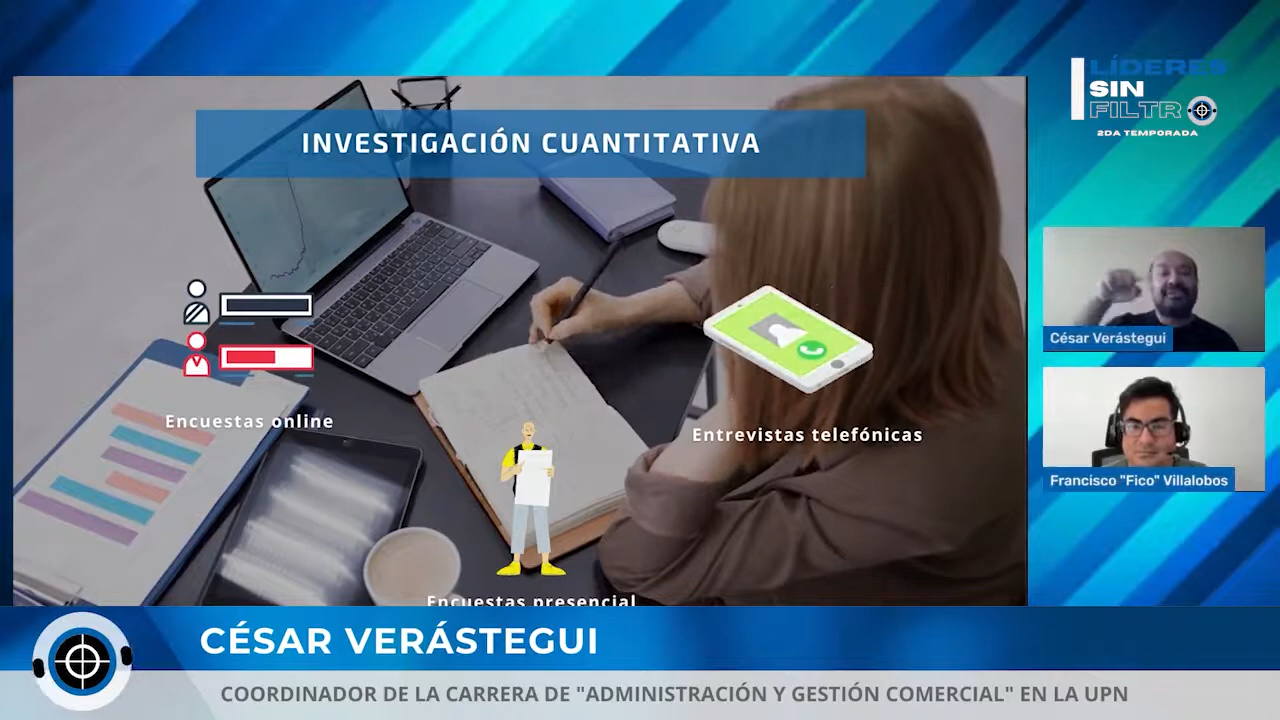 LÍDERES
SIN
FILTR
2DA TEMPORADA
INVESTIGACIÓN CUANTITATIVA
Encuestas online
Entrevistas telefónicas
Encuestas presencial
César Verástegui
Francisco "Fico" Villalobos
CÉSAR VERÁSTEGUI
COORDINADOR DE LA CARRERA DE "ADMINISTRACIÓN Y GESTIÓN COMERCIAL" EN LA UPN